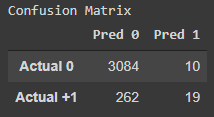 Confusion Matrix
Pred 0 Pred 1
Actual 0 3084 10
Actual +1 262 19